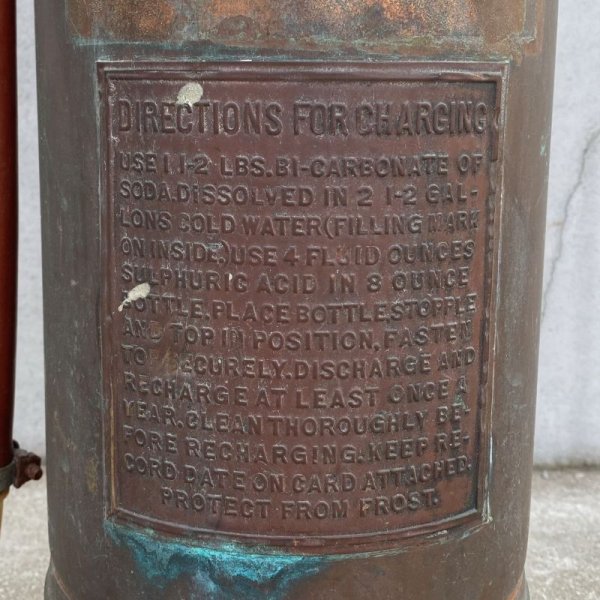 DIRECTIONS FOR CHARGING
USE 1 1-2 LBS. BI-CARBONATE OF
SODA. DISSOLVED IN 2 1-2 GAL-
LONS COLD WATER (FILLING MARK
ON INSIDE) USE 4 FLUID OUNCES
SULPHURIC ACID IN 8 OUNCE
BOTTLE. PLACE BOTTLE STOPPLE
AND TOP IN POSITION, FASTEN
TOP SECURELY. DISCHARGE AND
RECHARGE AT LEAST ONCE A
YEAR. CLEAN THOROUGHLY BE-
FORE RECHARGING. KEEP RE-
CORD DATE ON CARD ATTACHED.
PROTECT FROM FROST.